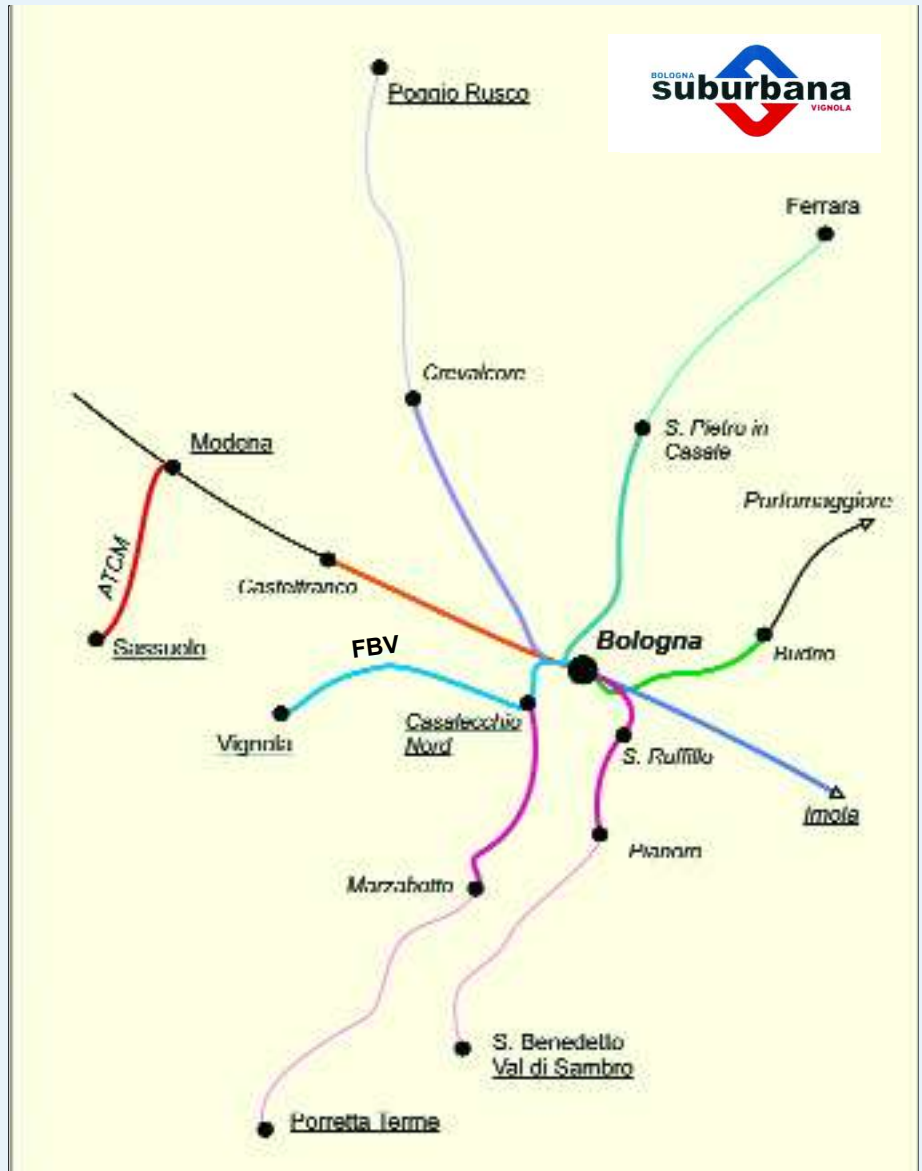 BOLOGNA
suburbana
VIGNOLA
Poggio Rusco
Ferrara
Crevalcore
S. Pietro in
Casale
Modena
Portomaggiore
ATCM
Castelfranco
Bologna
Budrio
Sassuolo
FBV
Casalecchio
Nord
Vignola
S. Ruffillo
Imola
Pianoro
Marzabotto
S. Benedetto
Val di Sambro
Porretta Terme